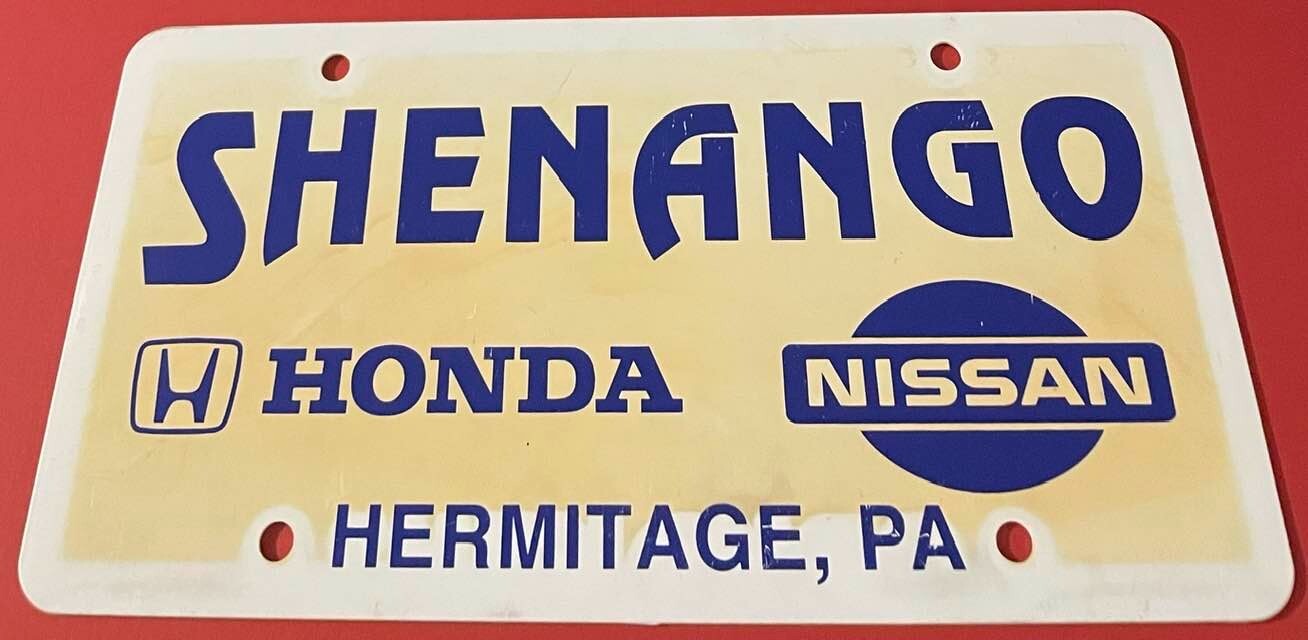 SHENANGO
HONDA NISSAN
HERMITAGE, PA